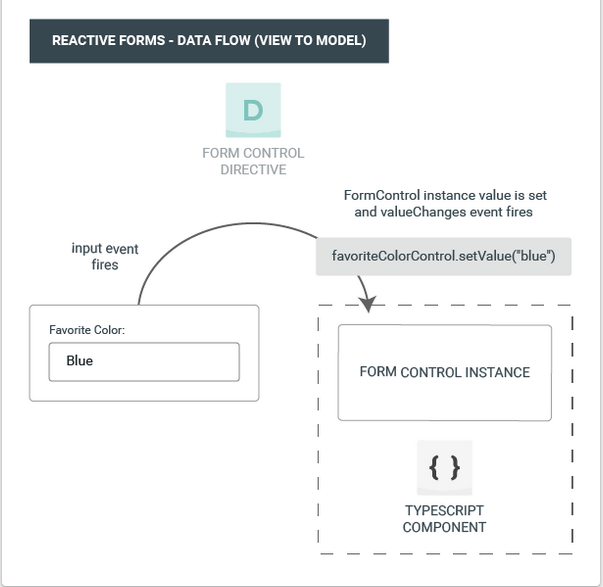 REACTIVE FORMS - DATA FLOW (VIEW TO MODEL)
D
FORM CONTROL
DIRECTIVE
FormControl instance value is set
and valueChanges event fires
input event
fires
favoriteColorControl.setValue("blue")
Favorite Color:
Blue
FORM CONTROL INSTANCE
{ }
TYPESCRIPT
COMPONENT